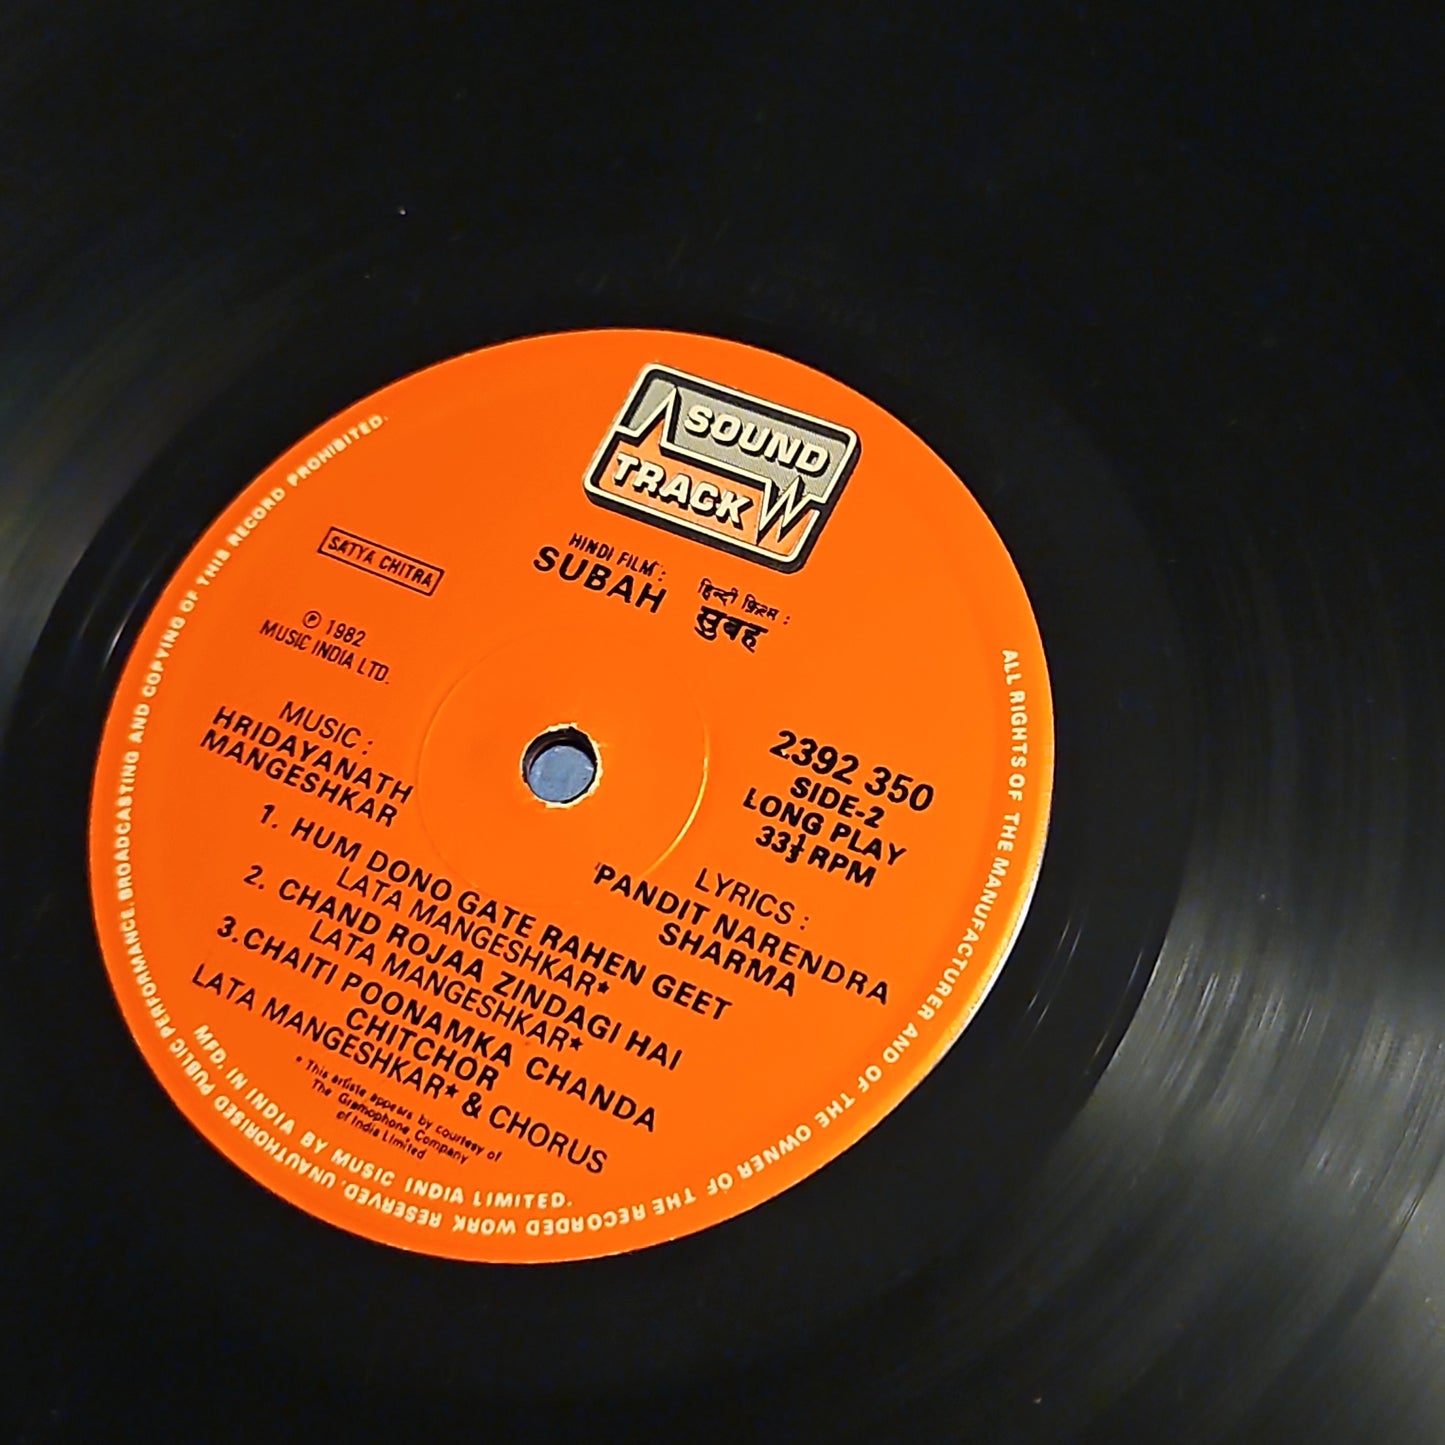 SOUND
TRACK
HINDI FILM:
SUBAH
हिन्दी फ़िल्म:
सुबह
SATYA CHITRA
Ⓟ 1982
MUSIC INDIA LTD.
MUSIC:
HRIDAYANATH
MANGESHKAR
2392 350
SIDE-2
LONG PLAY
33⅓ RPM
LYRICS:
PANDIT NARENDRA
SHARMA
1. HUM DONO GATE RAHEN GEET
LATA MANGESHKAR*
2. CHAND ROJAA ZINDAGI HAI
LATA MANGESHKAR*
3. CHAITI POONAMKA CHANDA
CHITCHOR
LATA MANGESHKAR* & CHORUS
* This artiste appears by courtesy of
The Gramophone Company
of India Limited
MFD. IN INDIA BY MUSIC INDIA LIMITED.
ALL RIGHTS OF THE MANUFACTURER AND OF THE OWNER OF THE RECORDED WORK RESERVED. UNAUTHORISED PUBLIC PERFORMANCE, BROADCASTING AND COPYING OF THIS RECORD PROHIBITED.